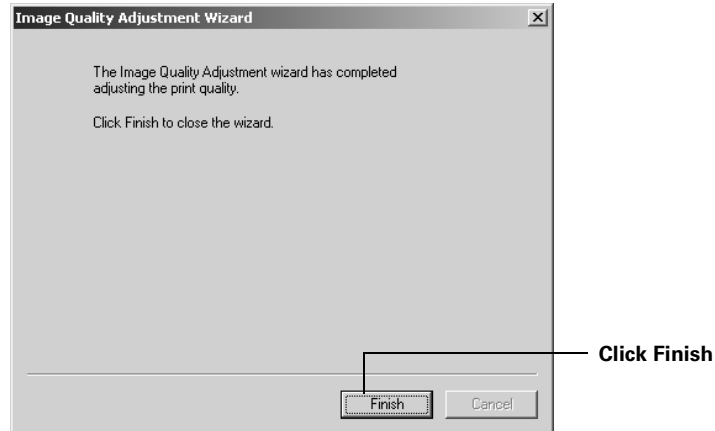 Image Quality Adjustment Wizard
The Image Quality Adjustment wizard has completed
adjusting the print quality.
Click Finish to close the wizard.
Click Finish
Finish
Cancel